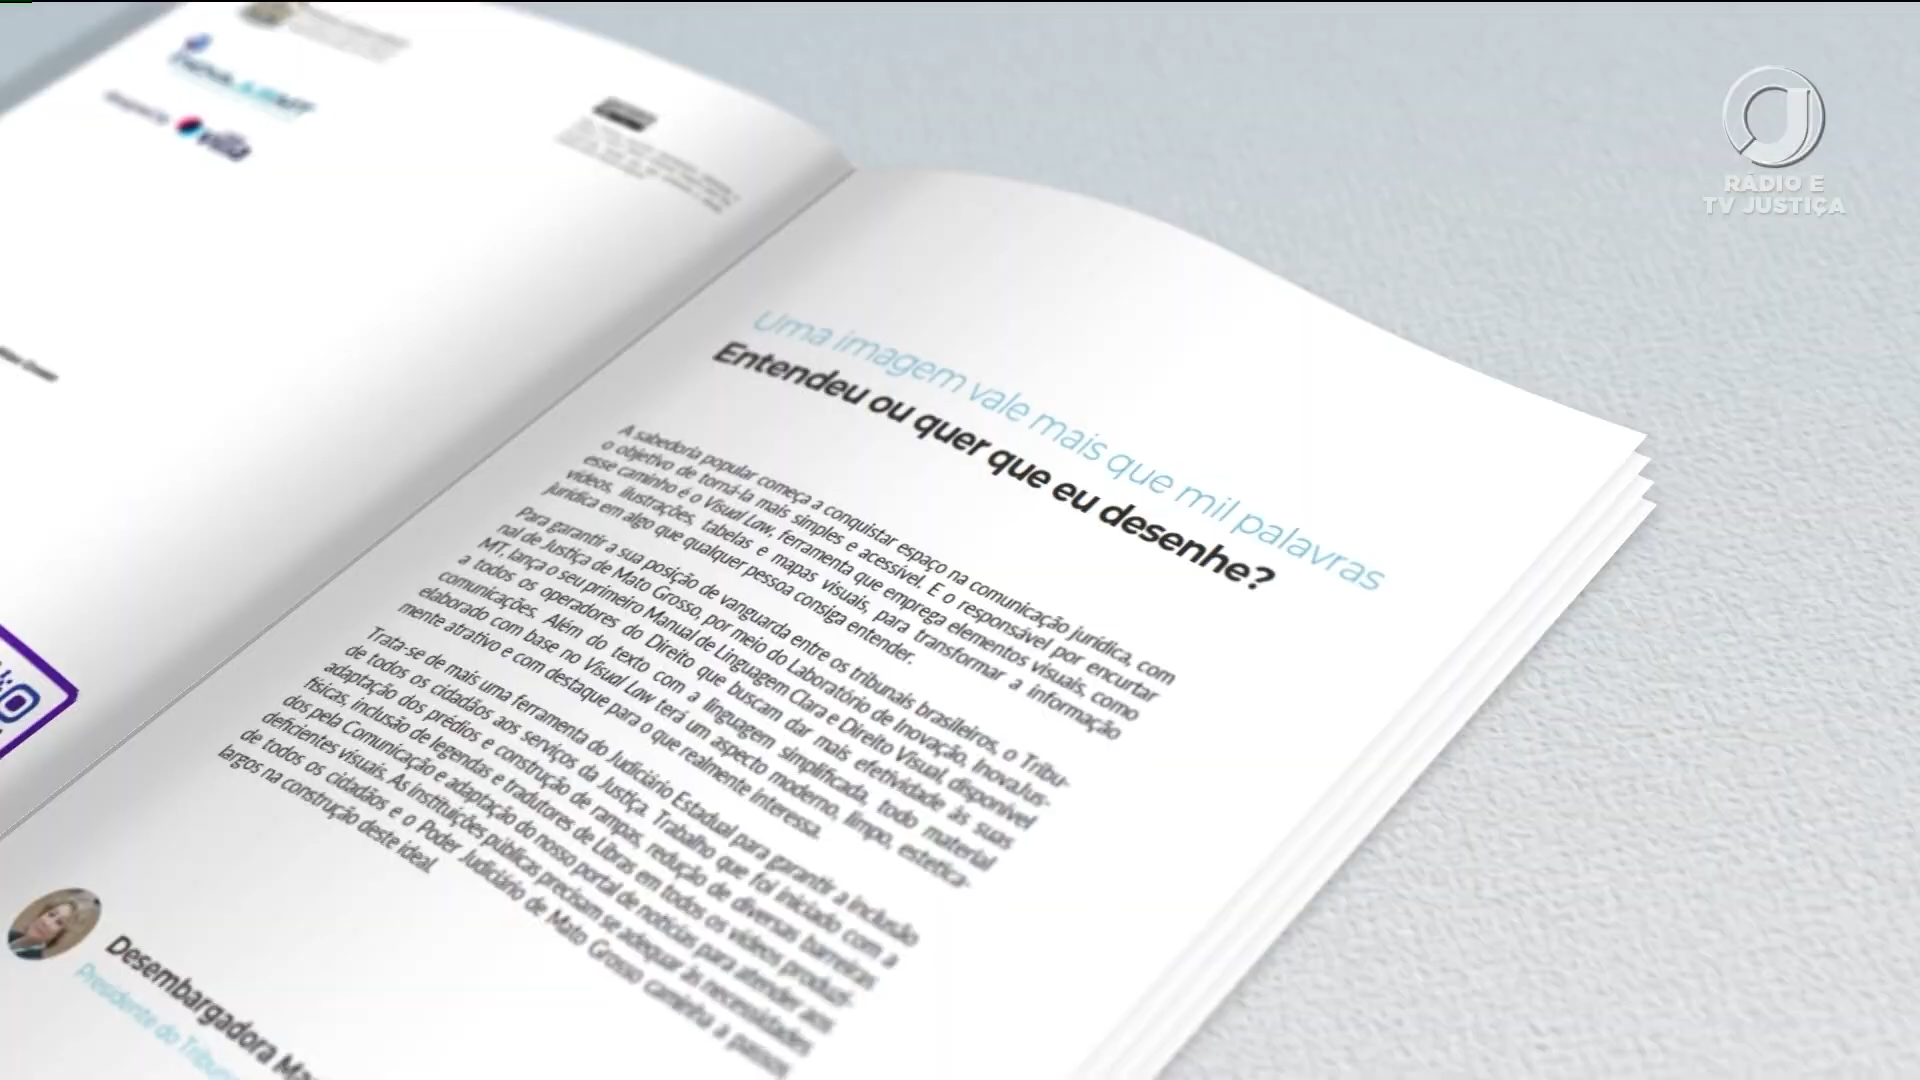 RÁDIO E
TV JUSTIÇA
villa
Uma imagem vale mais que mil palavras
Entendeu ou quer que eu desenhe?
A sabedoria popular começa a conquistar espaço na comunicação jurídica, com
o objetivo de torná-la mais simples e acessível. E o responsável por encurtar
esse caminho é o Visual Law, ferramenta que emprega elementos visuais, como
vídeos, ilustrações, tabelas e mapas visuais, para transformar a informação
jurídica em algo que qualquer pessoa consiga entender.
Para garantir a sua posição de vanguarda entre os tribunais brasileiros, o Tribu-
nal de Justiça de Mato Grosso, por meio do Laboratório de Inovação, InovaJus-
MT, lança o seu primeiro Manual de Linguagem Clara e Direito Visual, disponível
a todos os operadores do Direito que buscam dar mais efetividade às suas
comunicações. Além do texto com a linguagem simplificada, todo material
elaborado com base no Visual Law terá um aspecto moderno, limpo, estetica-
mente atrativo e com destaque para o que realmente interessa.
Trata-se de mais uma ferramenta do Judiciário Estadual para garantir a inclusão
de todos os cidadãos aos serviços da Justiça. Trabalho que foi iniciado com a
adaptação dos prédios e construção de rampas, redução de diversas barreiras
físicas, inclusão de legendas e tradutores de Libras em todos os vídeos produzi-
dos pela Comunicação e adaptação do nosso portal de notícias para atender aos
deficientes visuais. As instituições públicas precisam se adequar às necessidades
de todos os cidadãos e o Poder Judiciário de Mato Grosso caminha a passos
largos na construção deste ideal.
Desembargadora Ma
Presidente do Tribun